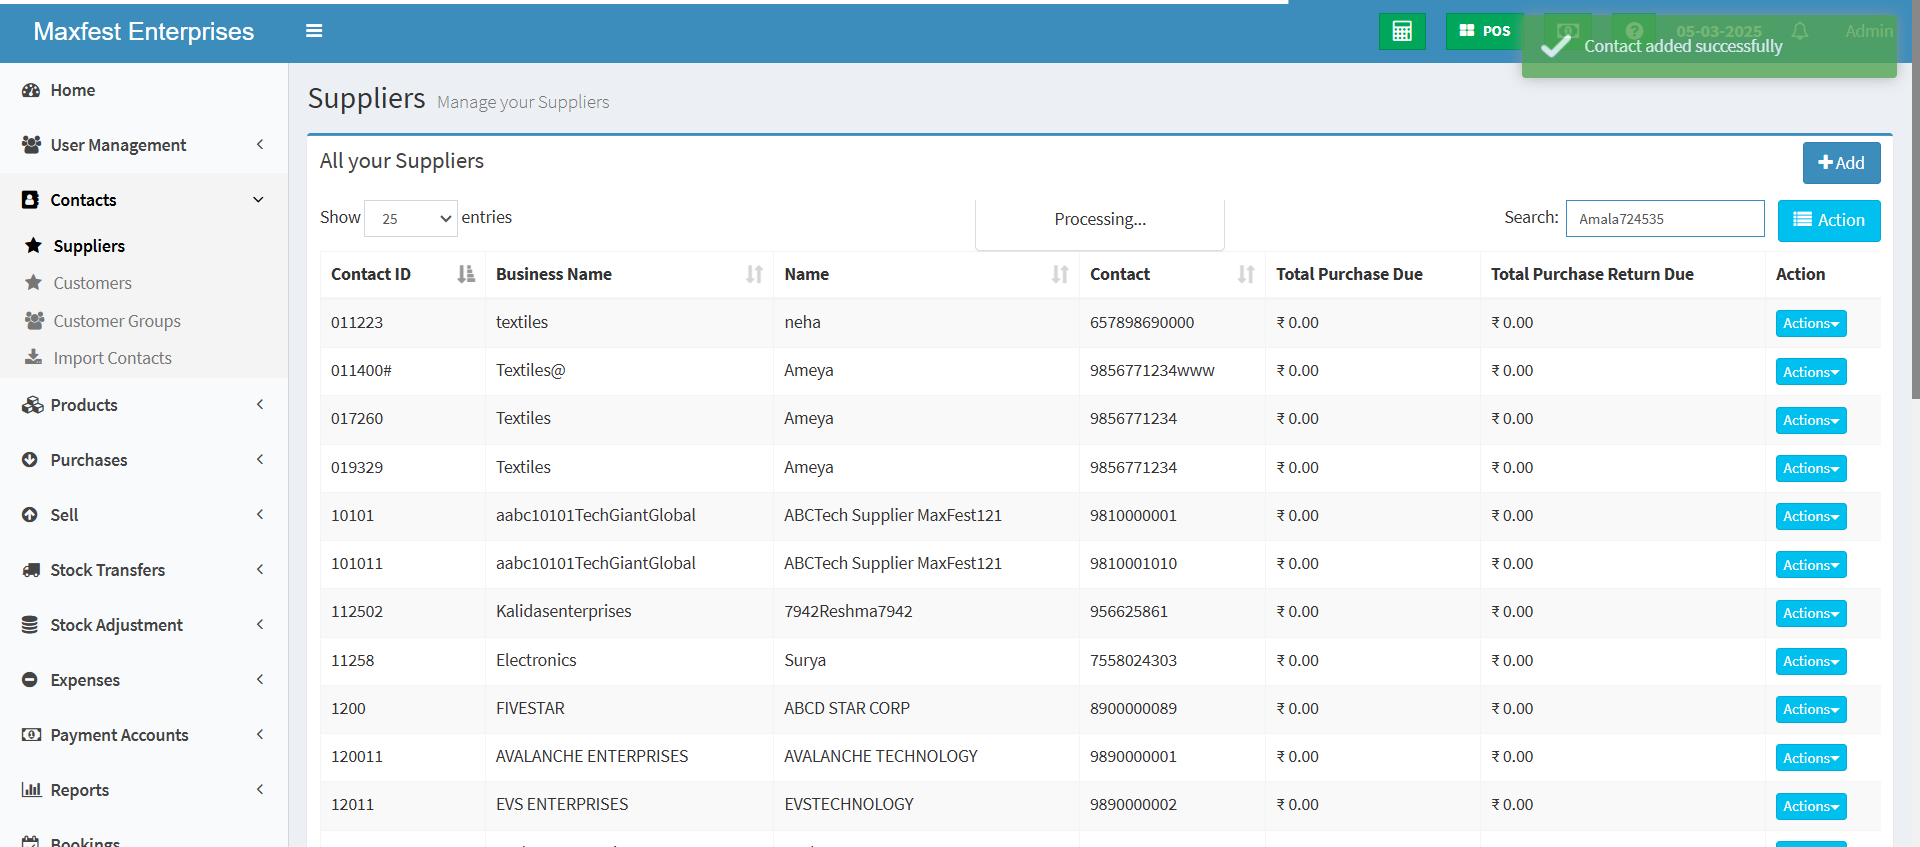 Maxfest Enterprises
POS
05-03-2025
Admin
Contact added successfully
Home
User Management
Contacts
Suppliers
Customers
Customer Groups
Import Contacts
Products
Purchases
Sell
Stock Transfers
Stock Adjustment
Expenses
Payment Accounts
Reports
Bookings
Suppliers Manage your Suppliers
All your Suppliers
Add
Show 25 entries
Processing...
Search: Amala724535
Action
Contact ID Business Name Name Contact Total Purchase Due Total Purchase Return Due Action
011223 textiles neha 657898690000 ₹ 0.00 ₹ 0.00 Actions
011400# Textiles@ Ameya 9856771234www ₹ 0.00 ₹ 0.00 Actions
017260 Textiles Ameya 9856771234 ₹ 0.00 ₹ 0.00 Actions
019329 Textiles Ameya 9856771234 ₹ 0.00 ₹ 0.00 Actions
10101 aabc10101TechGiantGlobal ABCTech Supplier MaxFest121 9810000001 ₹ 0.00 ₹ 0.00 Actions
101011 aabc10101TechGiantGlobal ABCTech Supplier MaxFest121 9810001010 ₹ 0.00 ₹ 0.00 Actions
112502 Kalidasenterprises 7942Reshma7942 956625861 ₹ 0.00 ₹ 0.00 Actions
11258 Electronics Surya 7558024303 ₹ 0.00 ₹ 0.00 Actions
1200 FIVESTAR ABCD STAR CORP 8900000089 ₹ 0.00 ₹ 0.00 Actions
120011 AVALANCHE ENTERPRISES AVALANCHE TECHNOLOGY 9890000001 ₹ 0.00 ₹ 0.00 Actions
12011 EVS ENTERPRISES EVSTECHNOLOGY 9890000002 ₹ 0.00 ₹ 0.00 Actions